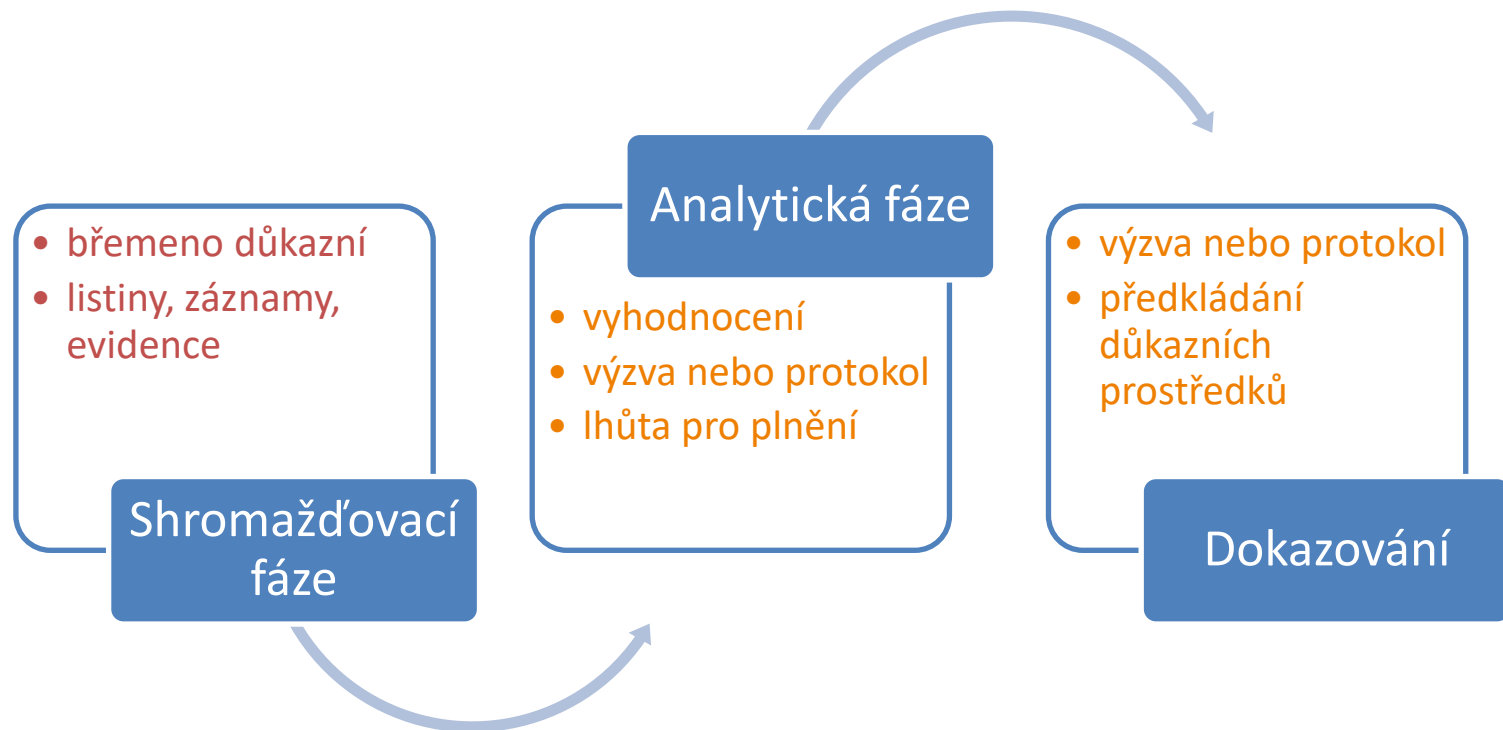 • břemeno důkazní
• listiny, záznamy,
evidence
Shromažďovací
fáze
Analytická fáze
• vyhodnocení
• výzva nebo protokol
• lhůta pro plnění
• výzva nebo protokol
• předkládání
důkazních
prostředků
Dokazování